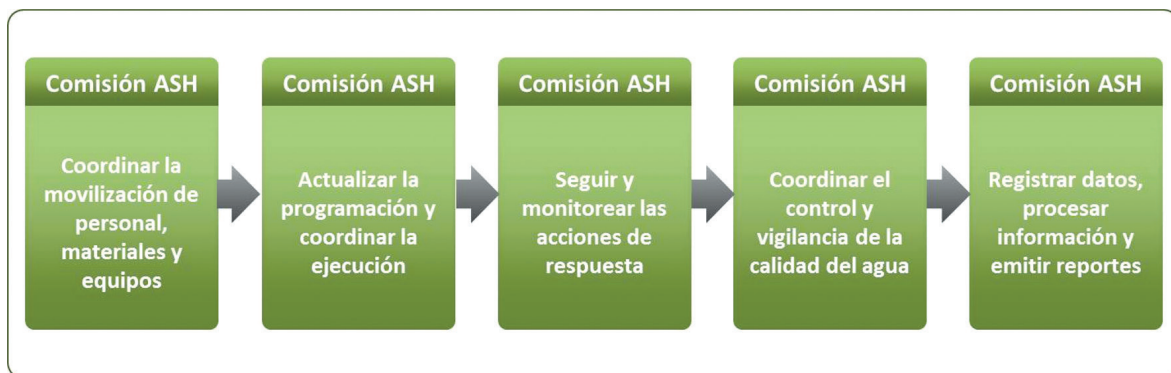 Comisión ASH
Coordinar la
movilización de
personal,
materiales y
equipos
Comisión ASH
Actualizar la
programación y
coordinar la
ejecución
Comisión ASH
Seguir y
monitorear las
acciones de
respuesta
Comisión ASH
Coordinar el
control y
vigilancia de la
calidad del agua
Comisión ASH
Registrar datos,
procesar
información y
emitir reportes